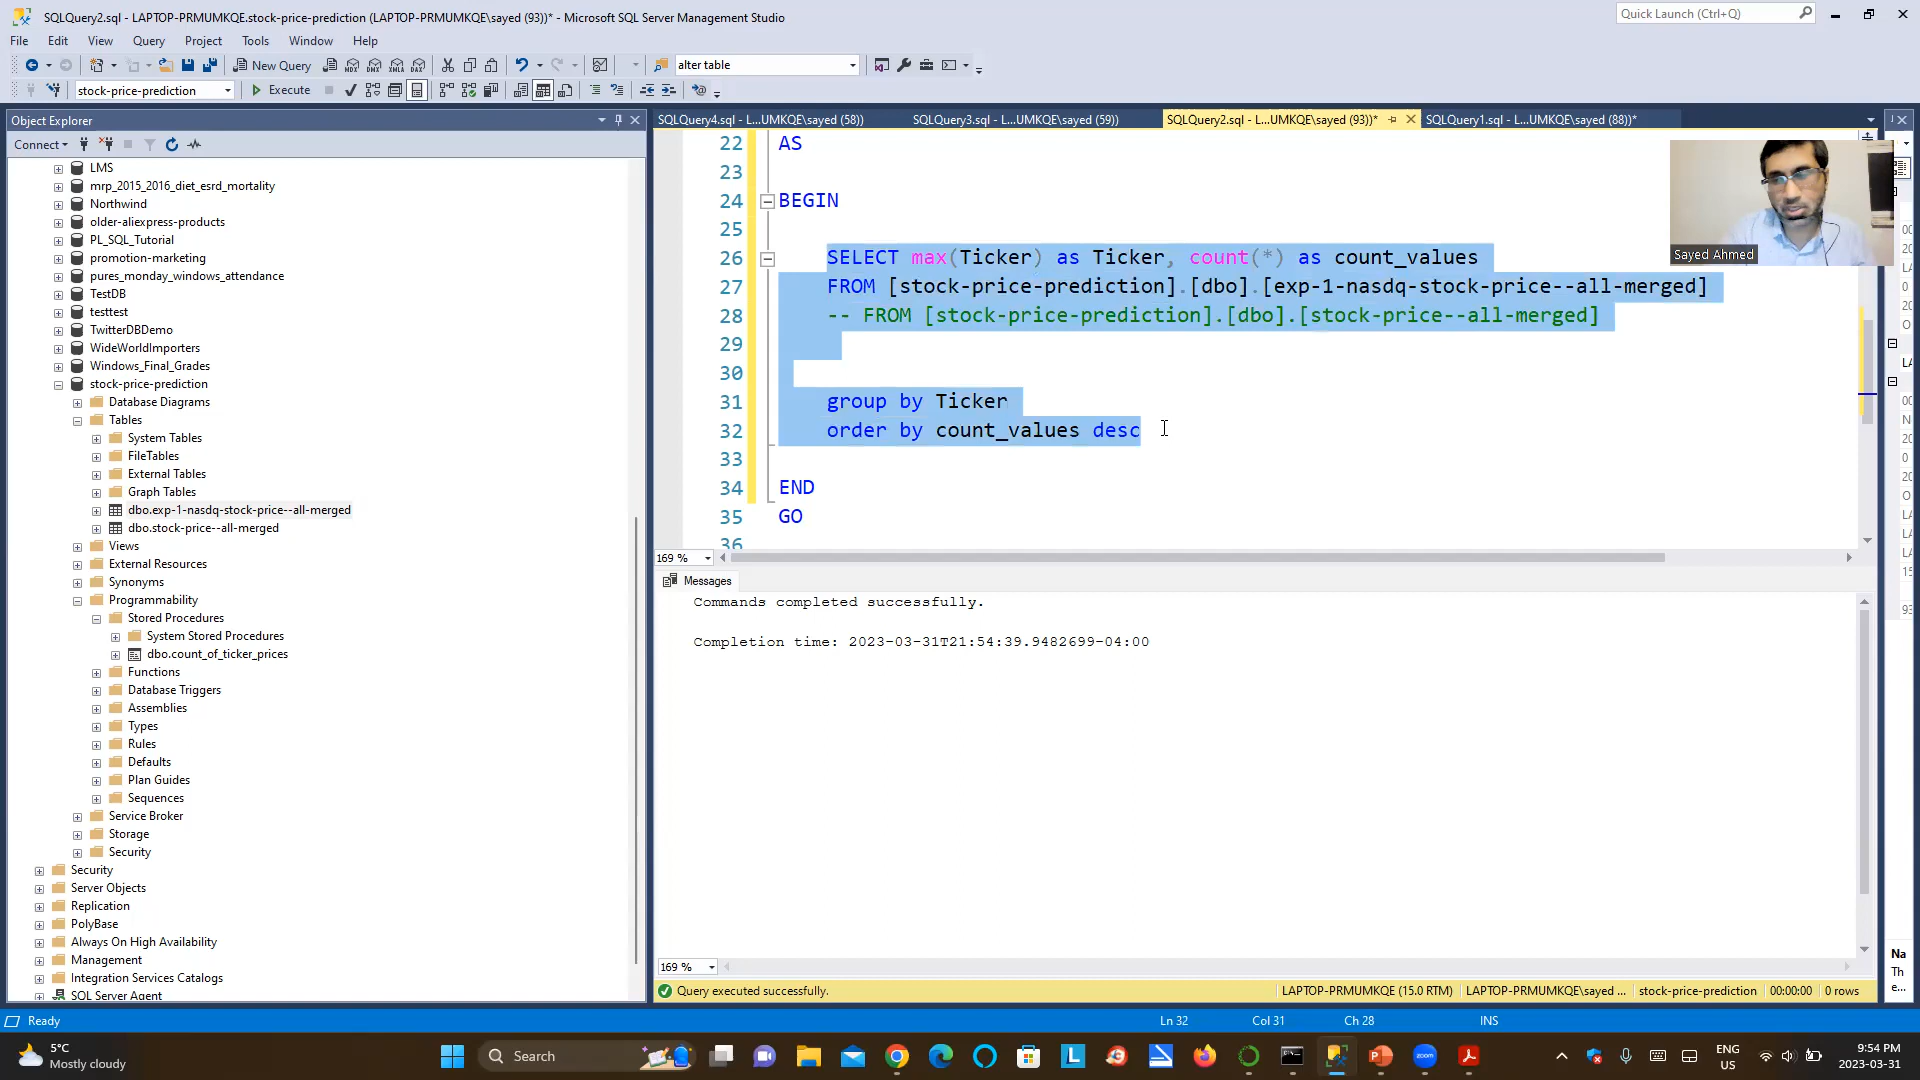 SQLQuery2.sql - LAPTOP-PRMUMKQE.stock-price-prediction (LAPTOP-PRMUMKQE\sayed (93))* - Microsoft SQL Server Management Studio
Quick Launch (Ctrl+Q)
File Edit View Query Project Tools Window Help
New Query
MDX DMX XMLA DAX
alter table
stock-price-prediction
Execute
Object Explorer
Connect
LMS
mrp_2015_2016_diet_esrd_mortality
Northwind
older-aliexpress-products
PL_SQL_Tutorial
promotion-marketing
pures_monday_windows_attendance
TestDB
testtest
TwitterDBDemo
WideWorldImporters
Windows_Final_Grades
stock-price-prediction
Database Diagrams
Tables
System Tables
FileTables
External Tables
Graph Tables
dbo.exp-1-nasdq-stock-price--all-merged
dbo.stock-price--all-merged
Views
External Resources
Synonyms
Programmability
Stored Procedures
System Stored Procedures
dbo.count_of_ticker_prices
Functions
Database Triggers
Assemblies
Types
Rules
Defaults
Plan Guides
Sequences
Service Broker
Storage
Security
Security
Server Objects
Replication
PolyBase
Always On High Availability
Management
Integration Services Catalogs
SQL Server Agent
SQLQuery4.sql - L...UMKQE\sayed (58))
SQLQuery3.sql - L...UMKQE\sayed (59))
SQLQuery2.sql - L...UMKQE\sayed (93))*
SQLQuery1.sql - L...UMKQE\sayed (88))*
22 AS
23
24 BEGIN
25
26 SELECT max(Ticker) as Ticker, count(*) as count_values
27 FROM [stock-price-prediction].[dbo].[exp-1-nasdq-stock-price--all-merged]
28 -- FROM [stock-price-prediction].[dbo].[stock-price--all-merged]
29
30
31 group by Ticker
32 order by count_values desc
33
34 END
35 GO
36
Sayed Ahmed
169 %
Messages
Commands completed successfully.
Completion time: 2023-03-31T21:54:39.9482699-04:00
169 %
Na
Th
e...
Query executed successfully.
LAPTOP-PRMUMKQE (15.0 RTM)
LAPTOP-PRMUMKQE\sayed ...
stock-price-prediction
00:00:00
0 rows
Ready
Ln 32
Col 31
Ch 28
INS
5°C
Mostly cloudy
Search
zoom
ENG
US
9:54 PM
2023-03-31